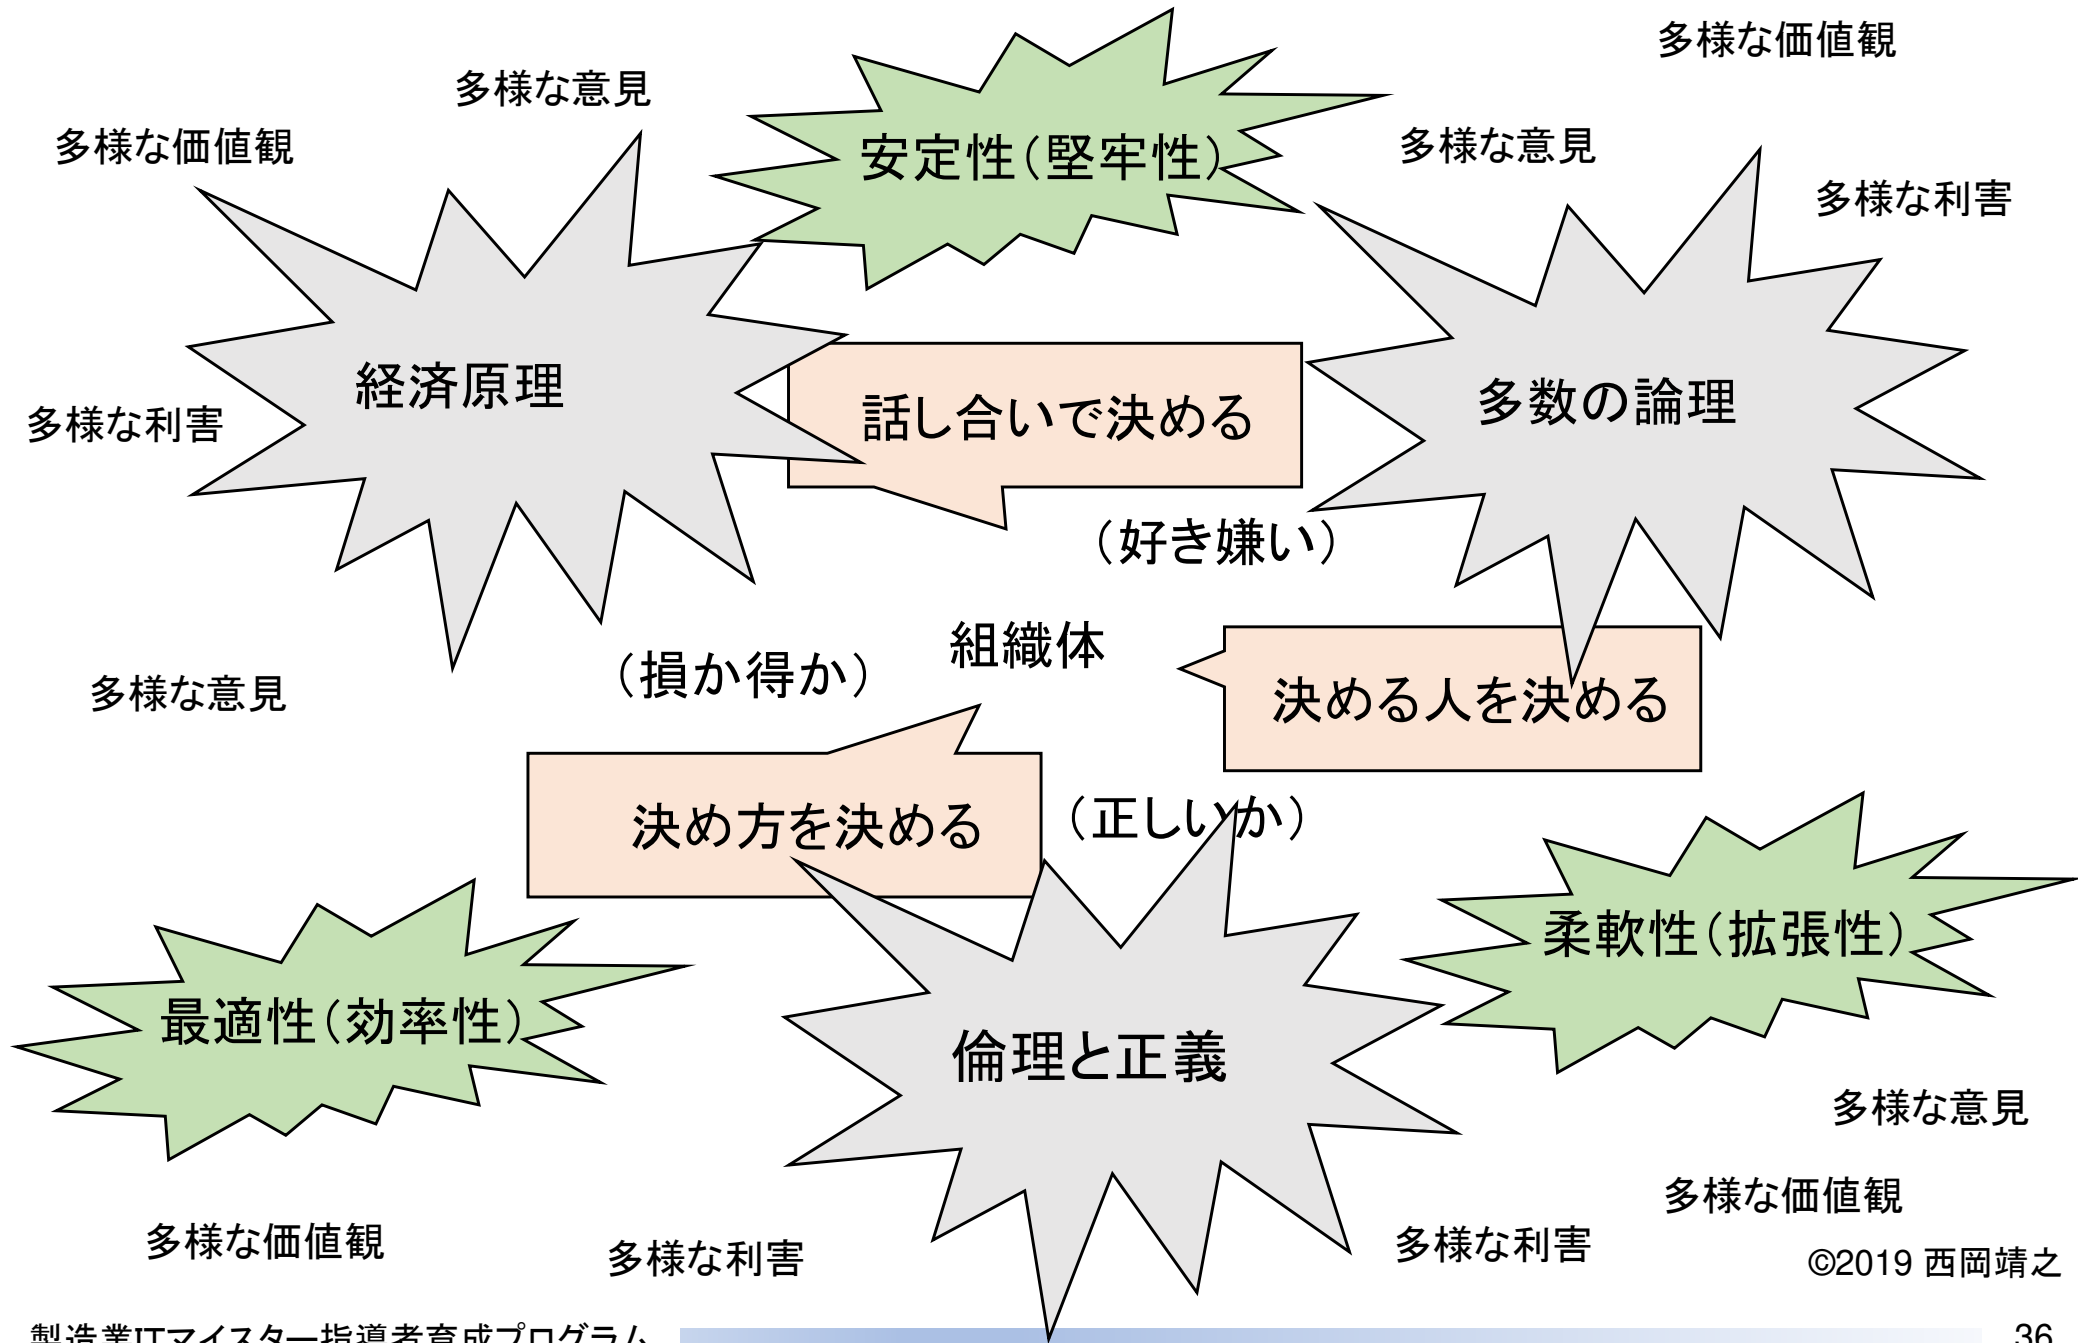 多様な価値観
多様な意見
多様な価値観
安定性（堅牢性）
多様な意見
多様な利害
経済原理
多数の論理
話し合いで決める
多様な利害
（好き嫌い）
組織体
（損か得か）
多様な意見
決める人を決める
決め方を決める
（正しいか）
柔軟性（拡張性）
最適性（効率性）
倫理と正義
多様な意見
多様な価値観
多様な価値観
多様な利害
多様な利害
©2019 西岡靖之
製造業ITマイスター指導者育成プログラム
36